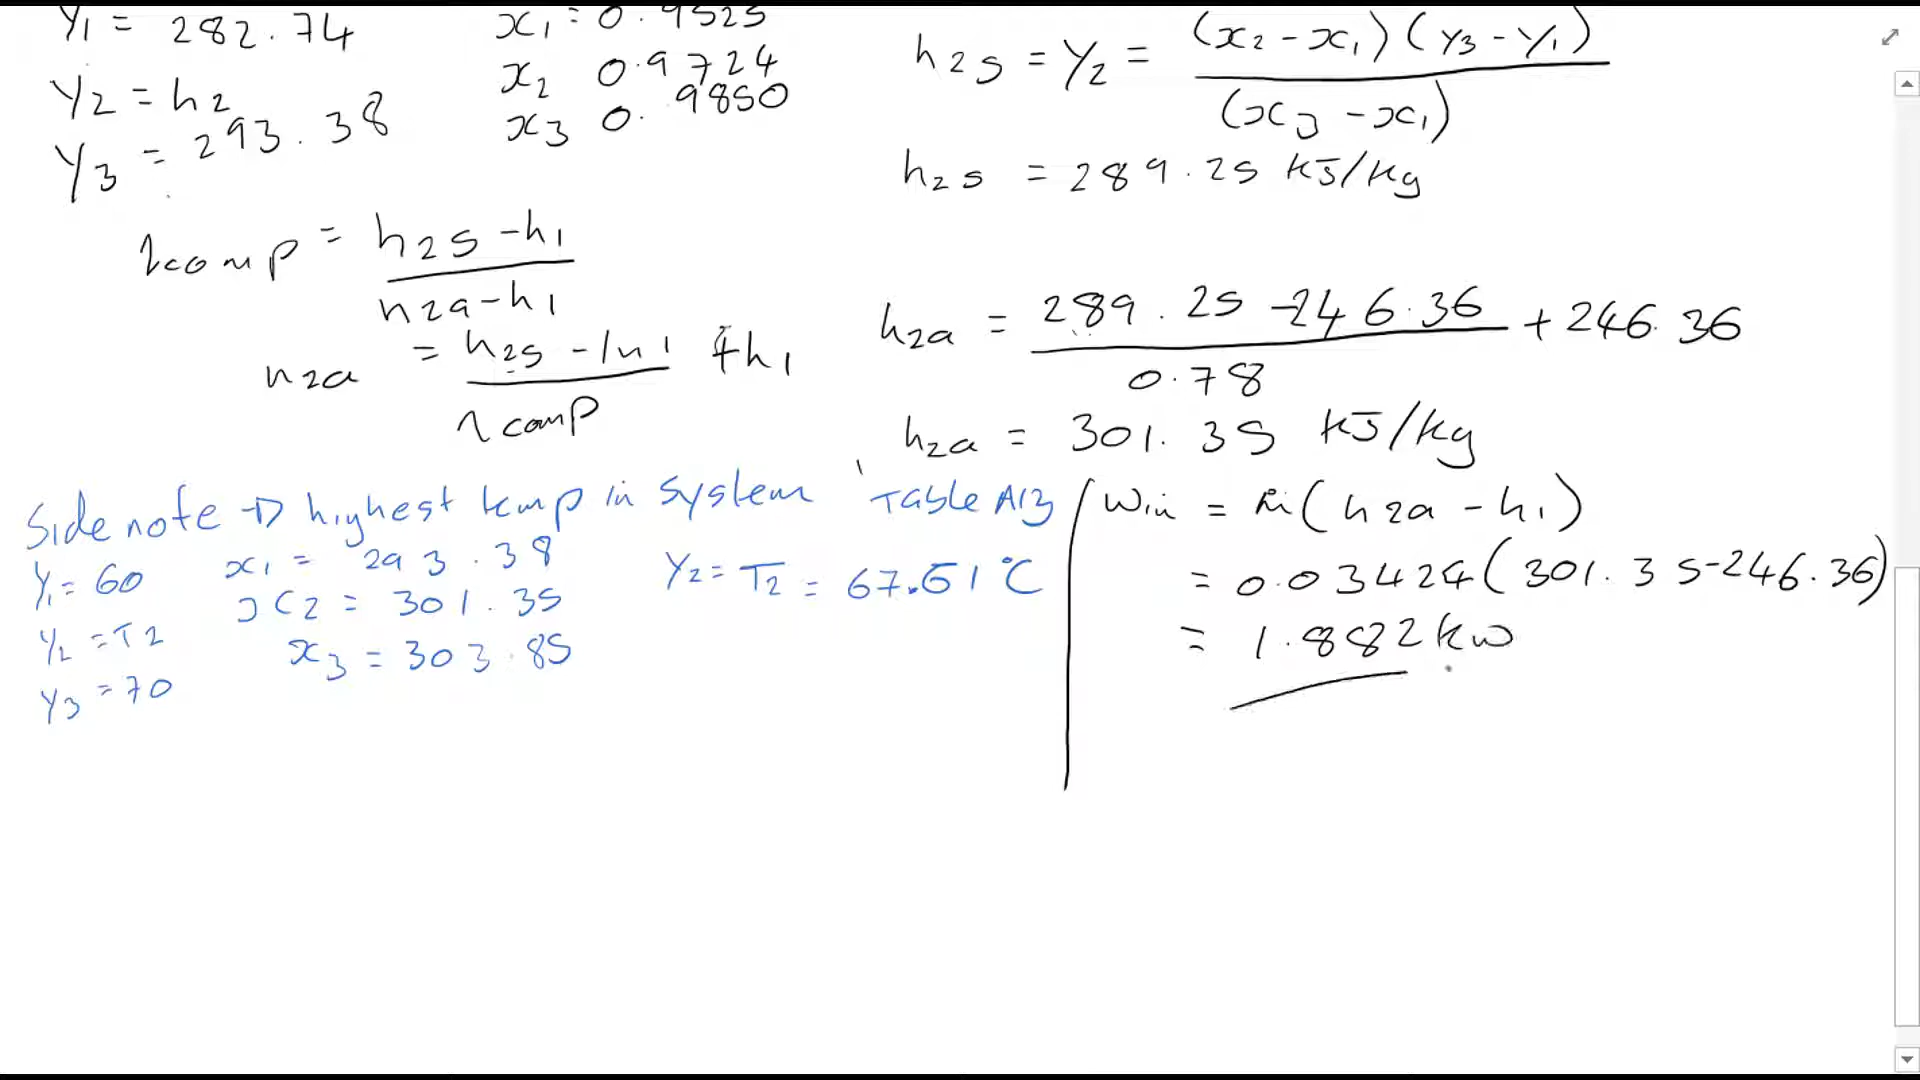 Y1 = 282.74
Y2 = h2
Y3 = 293.38
x1 = 0.9525
x2 0.9724
x3 0.9850
h2s = Y2 = (x2 - x1)(Y3 - Y1)
(x3 - x1)
h2s = 289.25 kJ/kg
ηcomp = h2s - h1
h2a - h1
h2a = h2s - h1 + h1
ηcomp
h2a = 289.25 - 246.36 + 246.36
0.78
h2a = 301.35 kJ/kg
Side note → highest temp in system, Table A13
Y1 = 60
Y2 = T2
Y3 = 70
x1 = 293.38
x2 = 301.35
x3 = 303.85
Y2 = T2 = 67.61°C
Win = ṁ(h2a - h1)
= 0.03424(301.35-246.36)
= 1.882kw